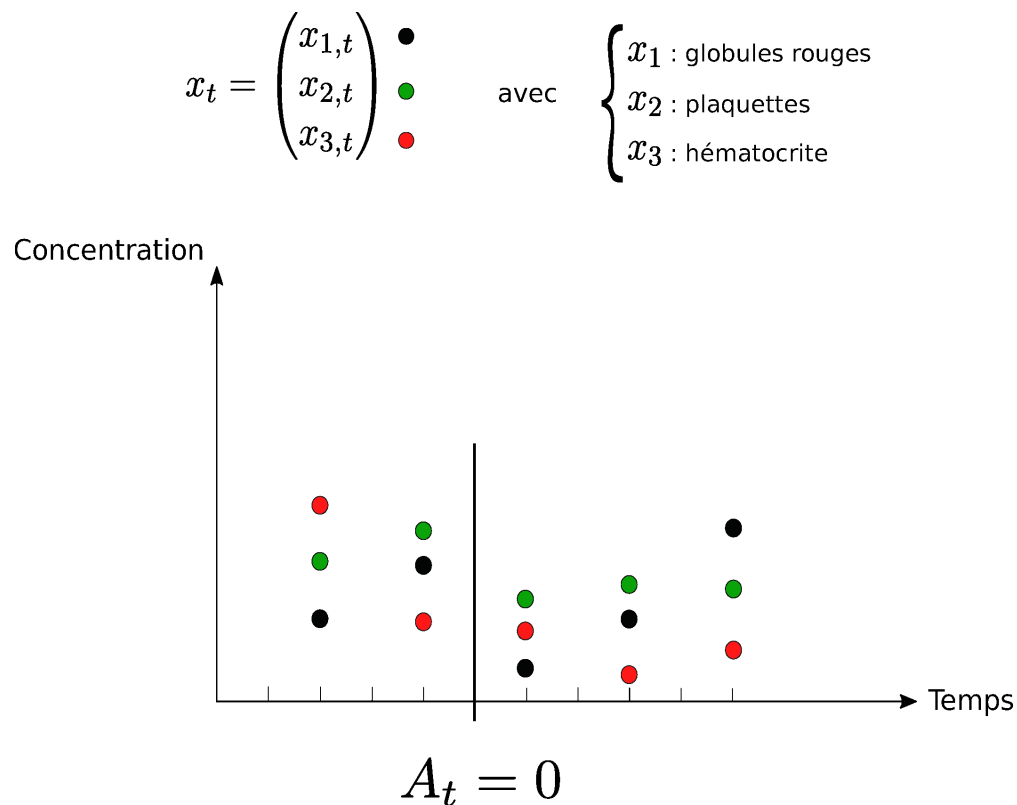 x_t = (x_{1,t} x_{2,t} x_{3,t})
avec
x_1 : globules rouges
x_2 : plaquettes
x_3 : hématocrite
Concentration
Temps
A_t = 0